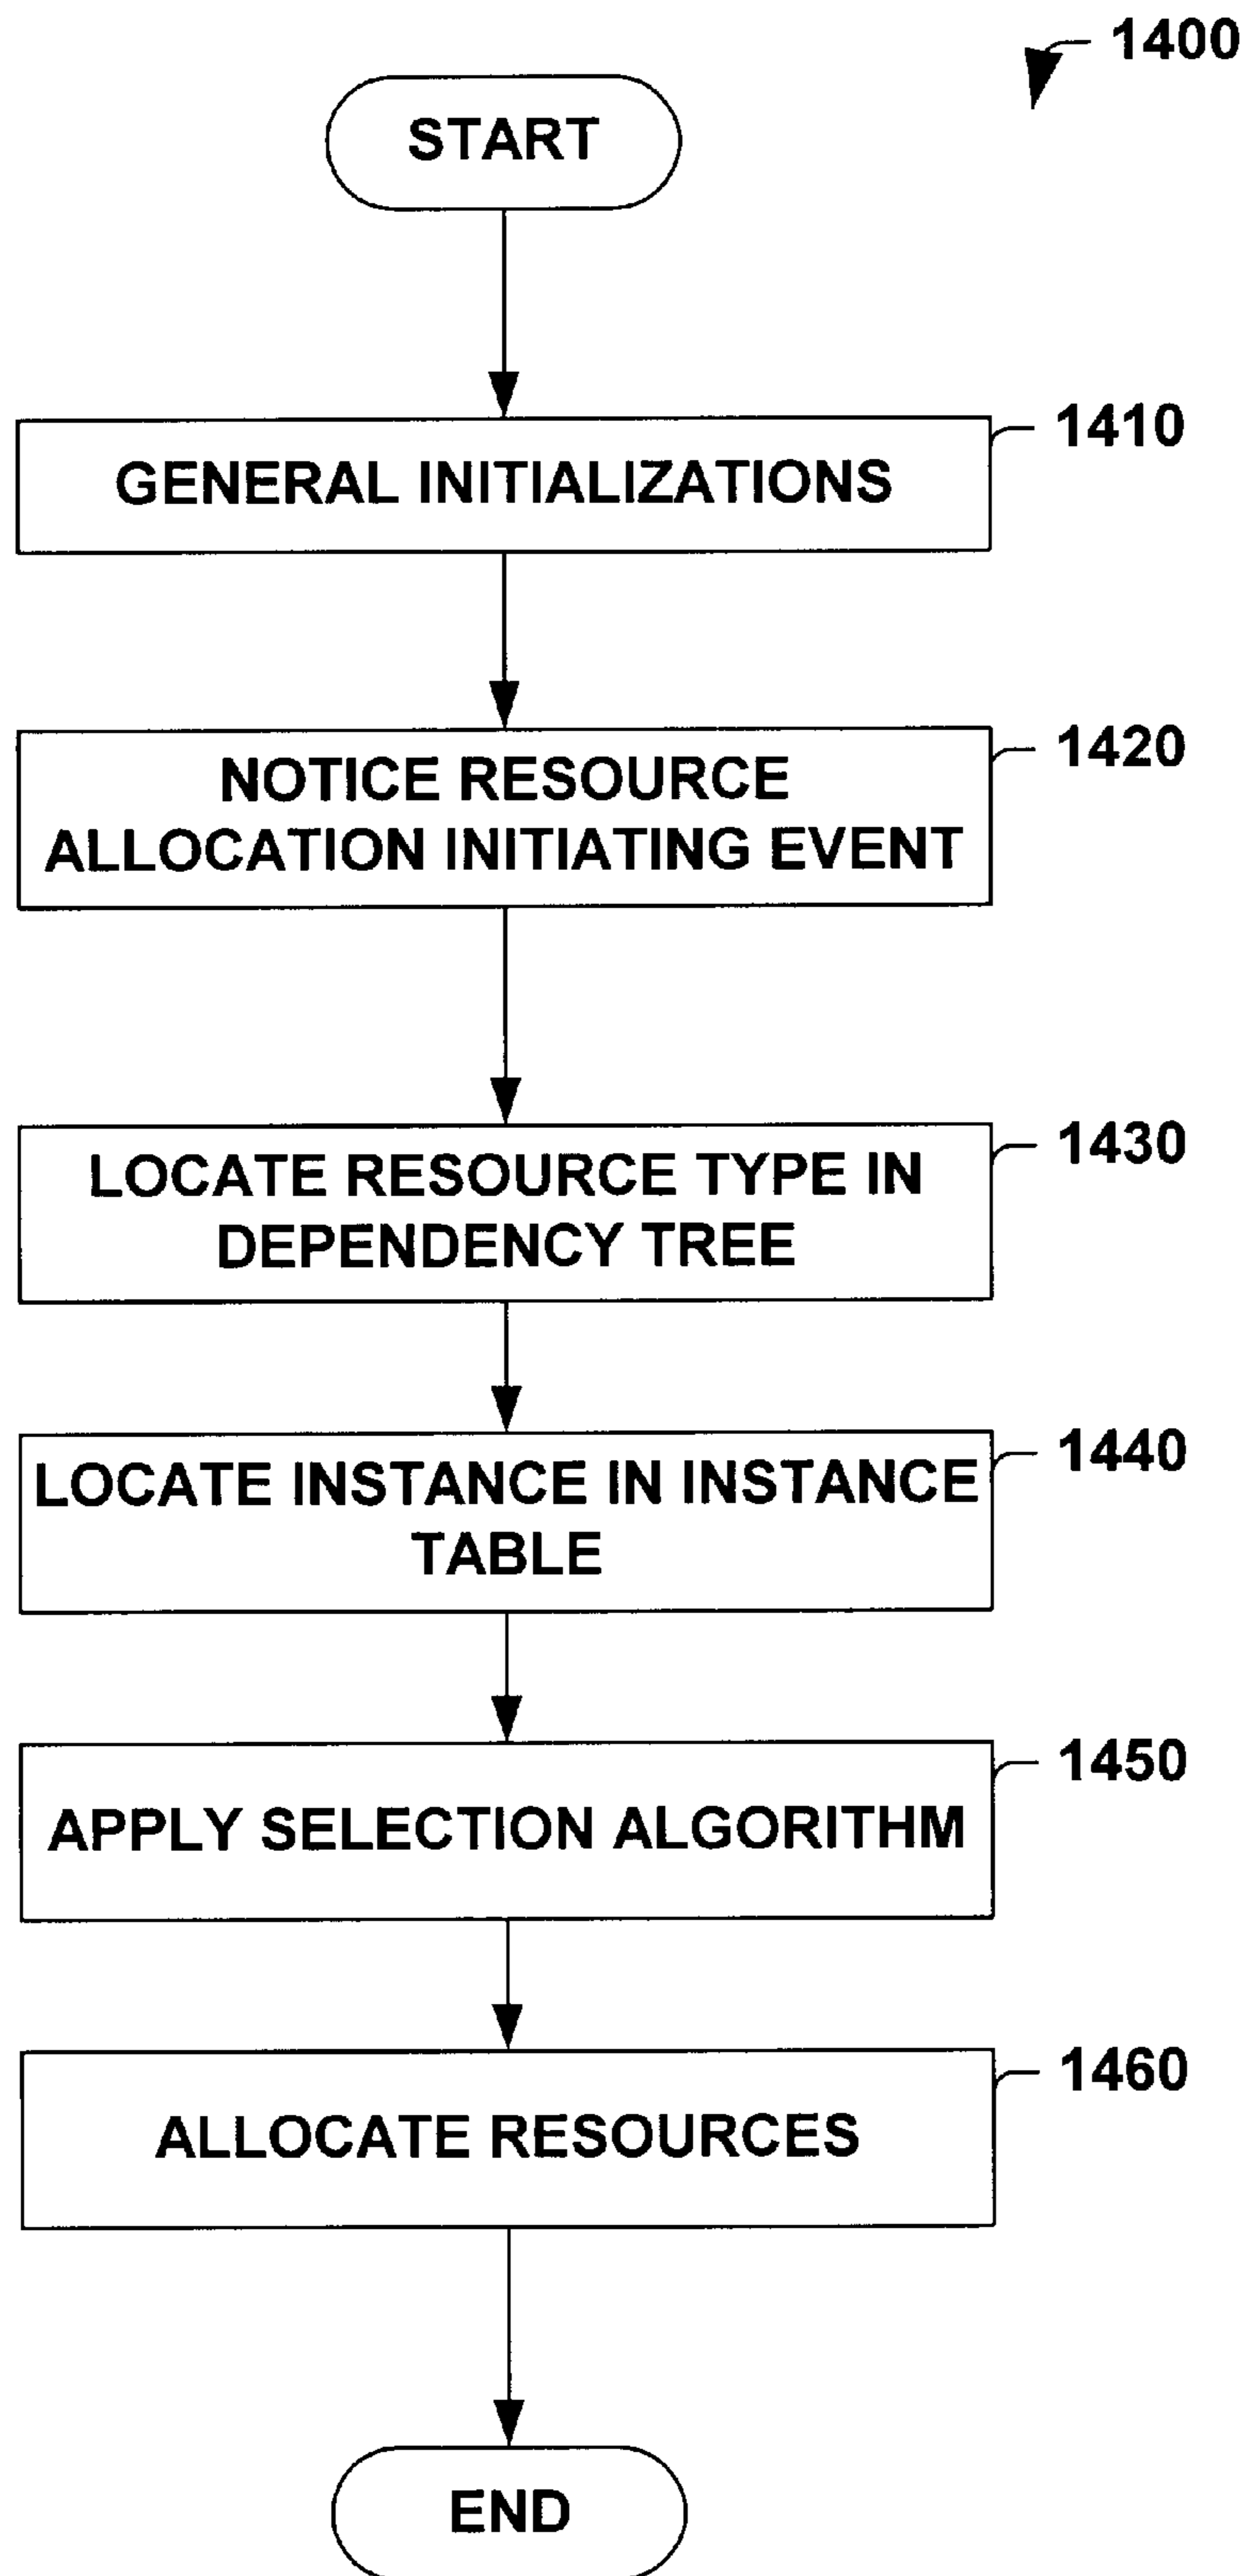 1400
START
GENERAL INITIALIZATIONS
1410
NOTICE RESOURCE
ALLOCATION INITIATING EVENT
1420
LOCATE RESOURCE TYPE IN
DEPENDENCY TREE
1430
LOCATE INSTANCE IN INSTANCE
TABLE
1440
APPLY SELECTION ALGORITHM
1450
ALLOCATE RESOURCES
1460
END